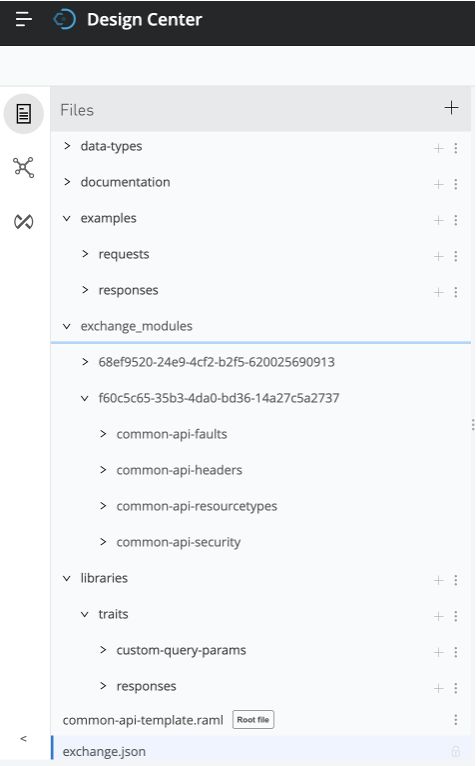 Design Center
Files
data-types
documentation
examples
requests
responses
exchange_modules
68ef9520-24e9-4cf2-b2f5-620025690913
f60c5c65-35b3-4da0-bd36-14a27c5a2737
common-api-faults
common-api-headers
common-api-resourcetypes
common-api-security
libraries
traits
custom-query-params
responses
common-api-template.raml Root file
exchange.json